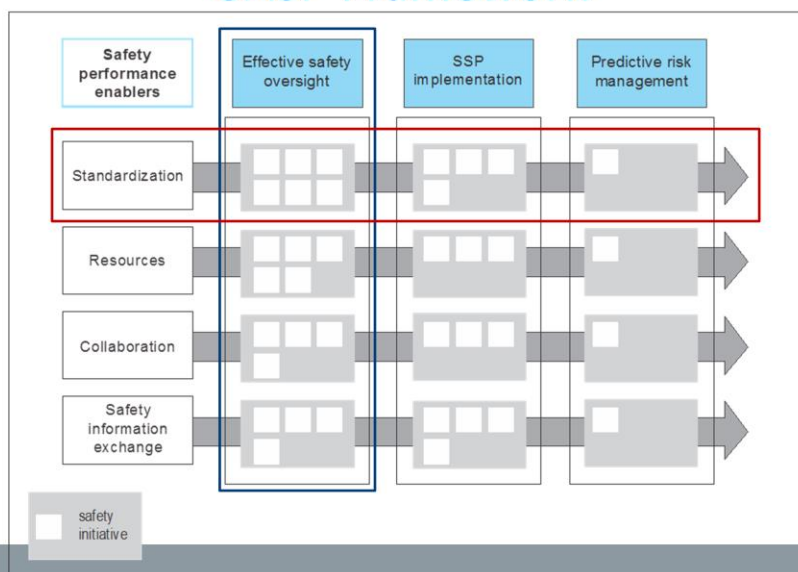 Safety
performance
enablers
Effective safety
oversight
SSP
implementation
Predictive risk
management
Standardization
Resources
Collaboration
Safety
information
exchange
safety
initiative